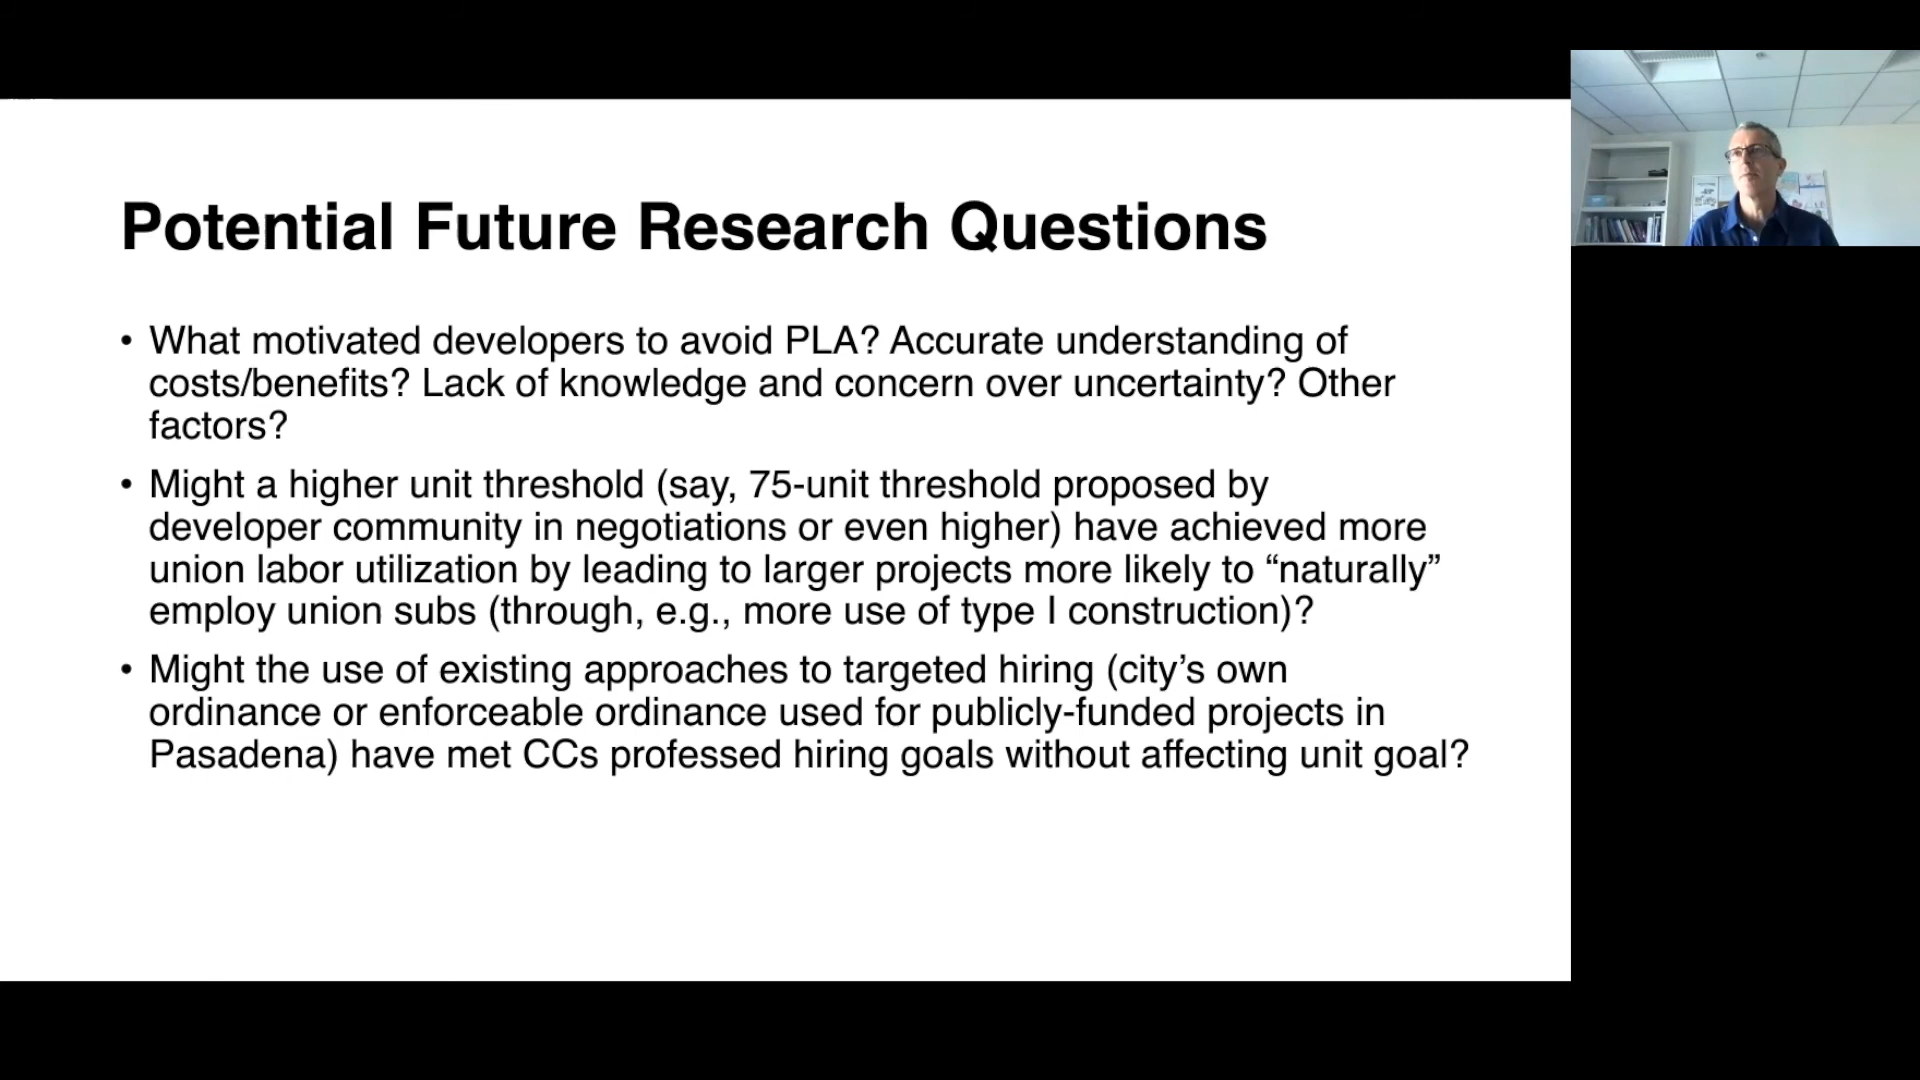 Potential Future Research Questions
• What motivated developers to avoid PLA? Accurate understanding of
costs/benefits? Lack of knowledge and concern over uncertainty? Other
factors?
• Might a higher unit threshold (say, 75-unit threshold proposed by
developer community in negotiations or even higher) have achieved more
union labor utilization by leading to larger projects more likely to “naturally”
employ union subs (through, e.g., more use of type I construction)?
• Might the use of existing approaches to targeted hiring (city’s own
ordinance or enforceable ordinance used for publicly-funded projects in
Pasadena) have met CCs professed hiring goals without affecting unit goal?